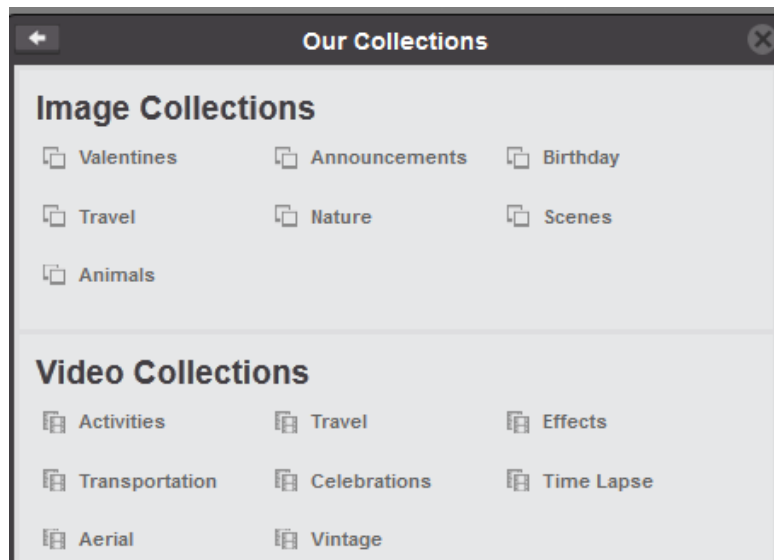 Our Collections
Image Collections
Valentines Announcements Birthday
Travel Nature Scenes
Animals
Video Collections
Activities Travel Effects
Transportation Celebrations Time Lapse
Aerial Vintage